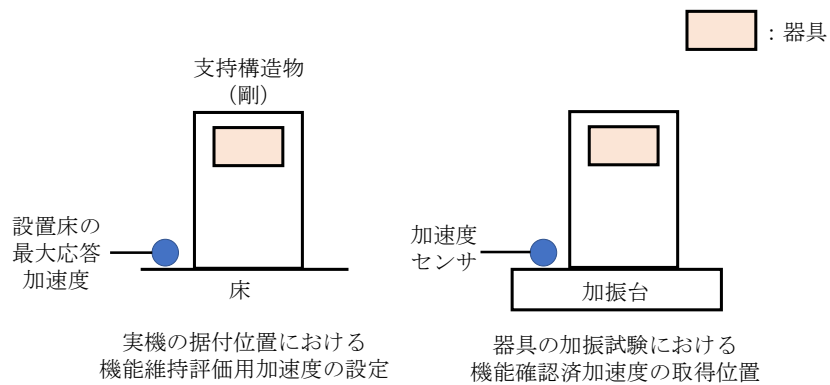 ：器具
支持構造物
（剛）
設置床の
最大応答
加速度
床
実機の据付位置における
機能維持評価用加速度の設定
加速度
センサ
加振台
器具の加振試験における
機能確認済加速度の取得位置